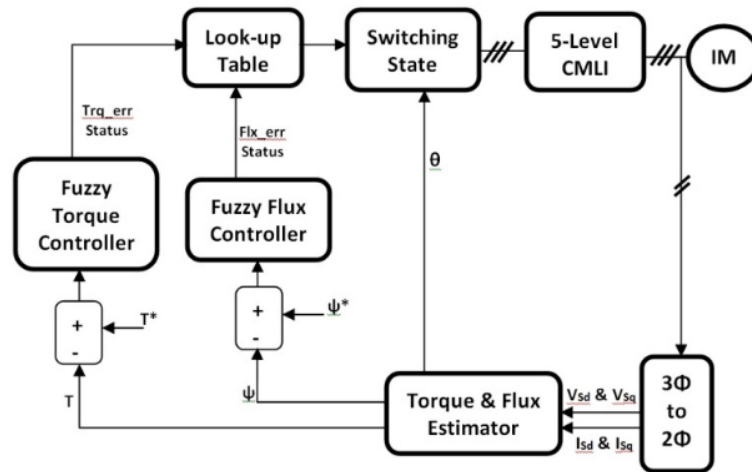 Look-up
Table
Switching
State
5-Level
CMLI
IM
Trq_err
Status
Flx_err
Status
θ
Fuzzy
Torque
Controller
Fuzzy Flux
Controller
+
-
T*
+
-
ψ*
T
ψ
Torque & Flux
Estimator
VSd & VSq
ISd & ISq
3Φ
to
2Φ